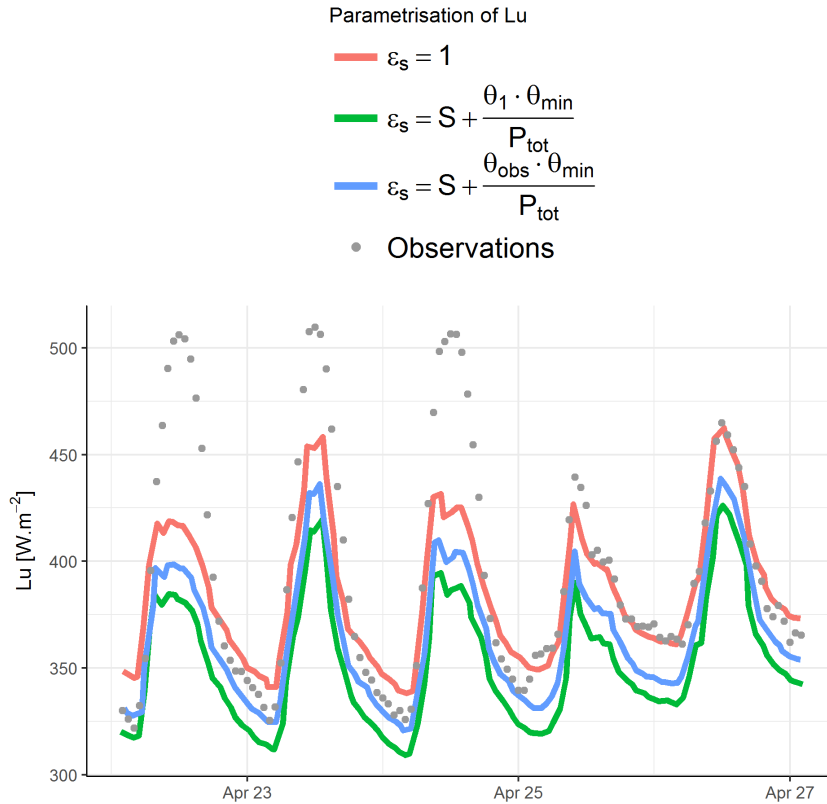 Parametrisation of Lu
εs = 1
εs = S + θ1 · θmin / Ptot
εs = S + θobs · θmin / Ptot
Observations
500
450
400
350
300
Lu [W.m−2]
Apr 23 Apr 25 Apr 27